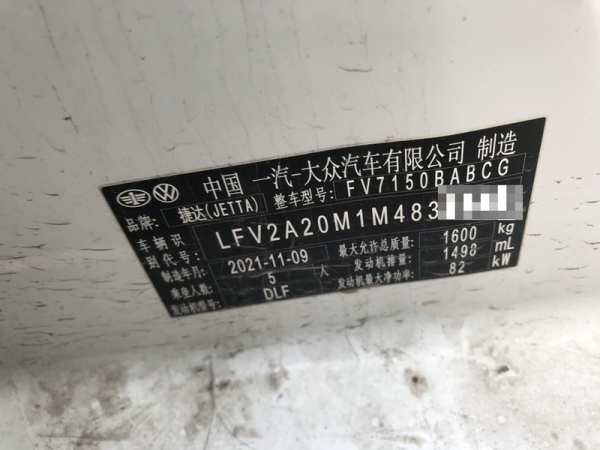 中国 一汽-大众汽车有限公司 制造
品牌: 捷达(JETTA) 整车型号: FV7150BABCG
车辆识别代号: LFV2A20M1M483
制造年月: 2021-11-09 最大允许总质量: 1600 kg
乘坐人数: 5 人 发动机排量: 1498 mL
发动机型号: DLF 发动机最大净功率: 82 kW